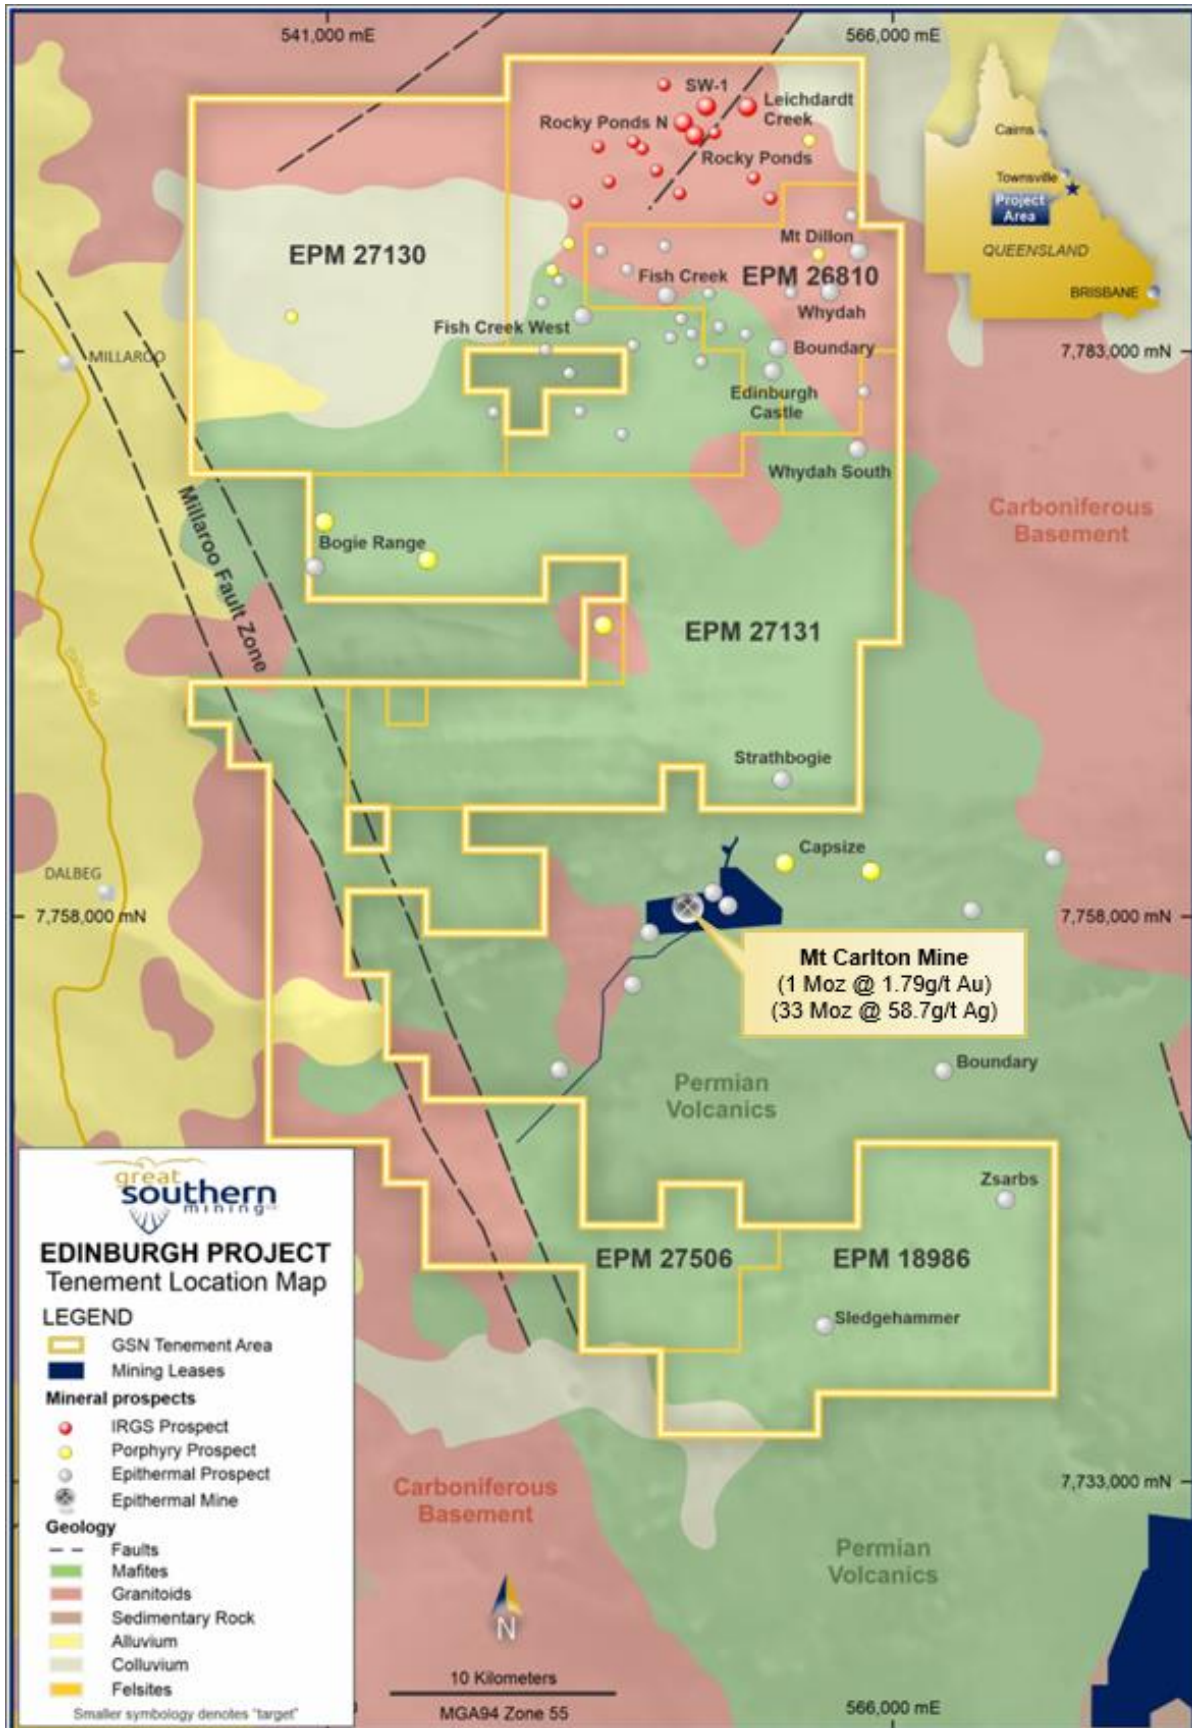 541,000 mE
566,000 mE
SW-1
Leichdardt
Creek
Rocky Ponds N
Rocky Ponds
Cairns
Townsville
Project
Area
QUEENSLAND
BRISBANE
EPM 27130
Mt Dillon
Fish Creek
EPM 26810
Whydah
Fish Creek West
MILLAROO
Boundary
7,783,000 mN
Edinburgh
Castle
Whydah South
Millaroo Fault Zone
Carboniferous
Basement
Bogie Range
EPM 27131
Strathbogie
Capsize
DALBEG
7,758,000 mN
7,758,000 mN
Mt Carlton Mine
(1 Moz @ 1.79g/t Au)
(33 Moz @ 58.7g/t Ag)
Boundary
Permian
Volcanics
Zsarbs
EPM 27506
EPM 18986
Sledgehammer
great
southern
mining
EDINBURGH PROJECT
Tenement Location Map
LEGEND
GSN Tenement Area
Mining Leases
Mineral prospects
IRGS Prospect
Porphyry Prospect
Epithermal Prospect
Epithermal Mine
Geology
Faults
Mafites
Granitoids
Sedimentary Rock
Alluvium
Colluvium
Felsites
Smaller symbology denotes "target"
7,733,000 mN
Carboniferous
Basement
Permian
Volcanics
N
10 Kilometers
MGA94 Zone 55
566,000 mE